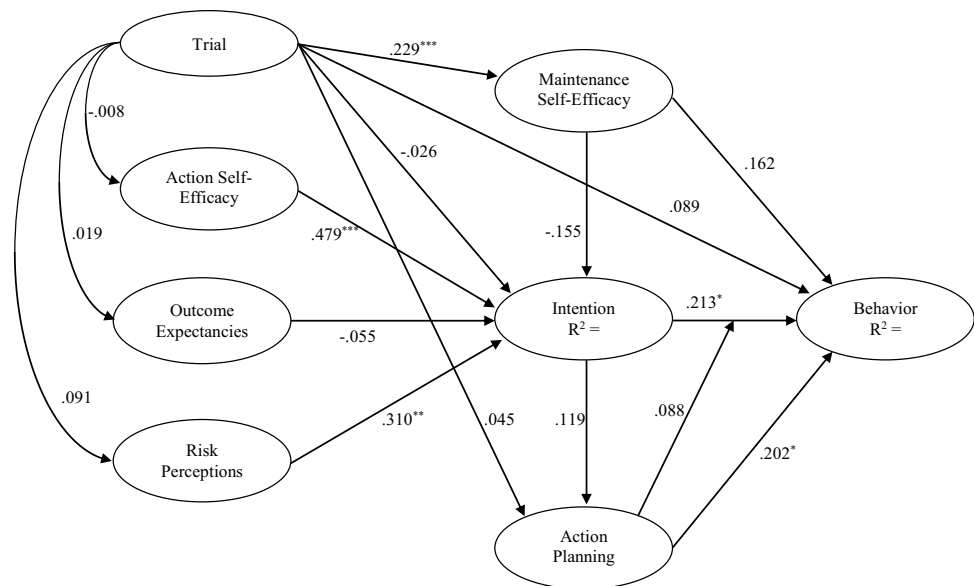 Trial
.229***
Maintenance
Self-Efficacy
-.008
-.026
.162
Action Self-
Efficacy
.089
.019
.479***
-.155
Outcome
Expectancies
-.055
Intention
R² =
.213*
Behavior
R² =
.091
.310**
.045
.119
.088
.202*
Risk
Perceptions
Action
Planning